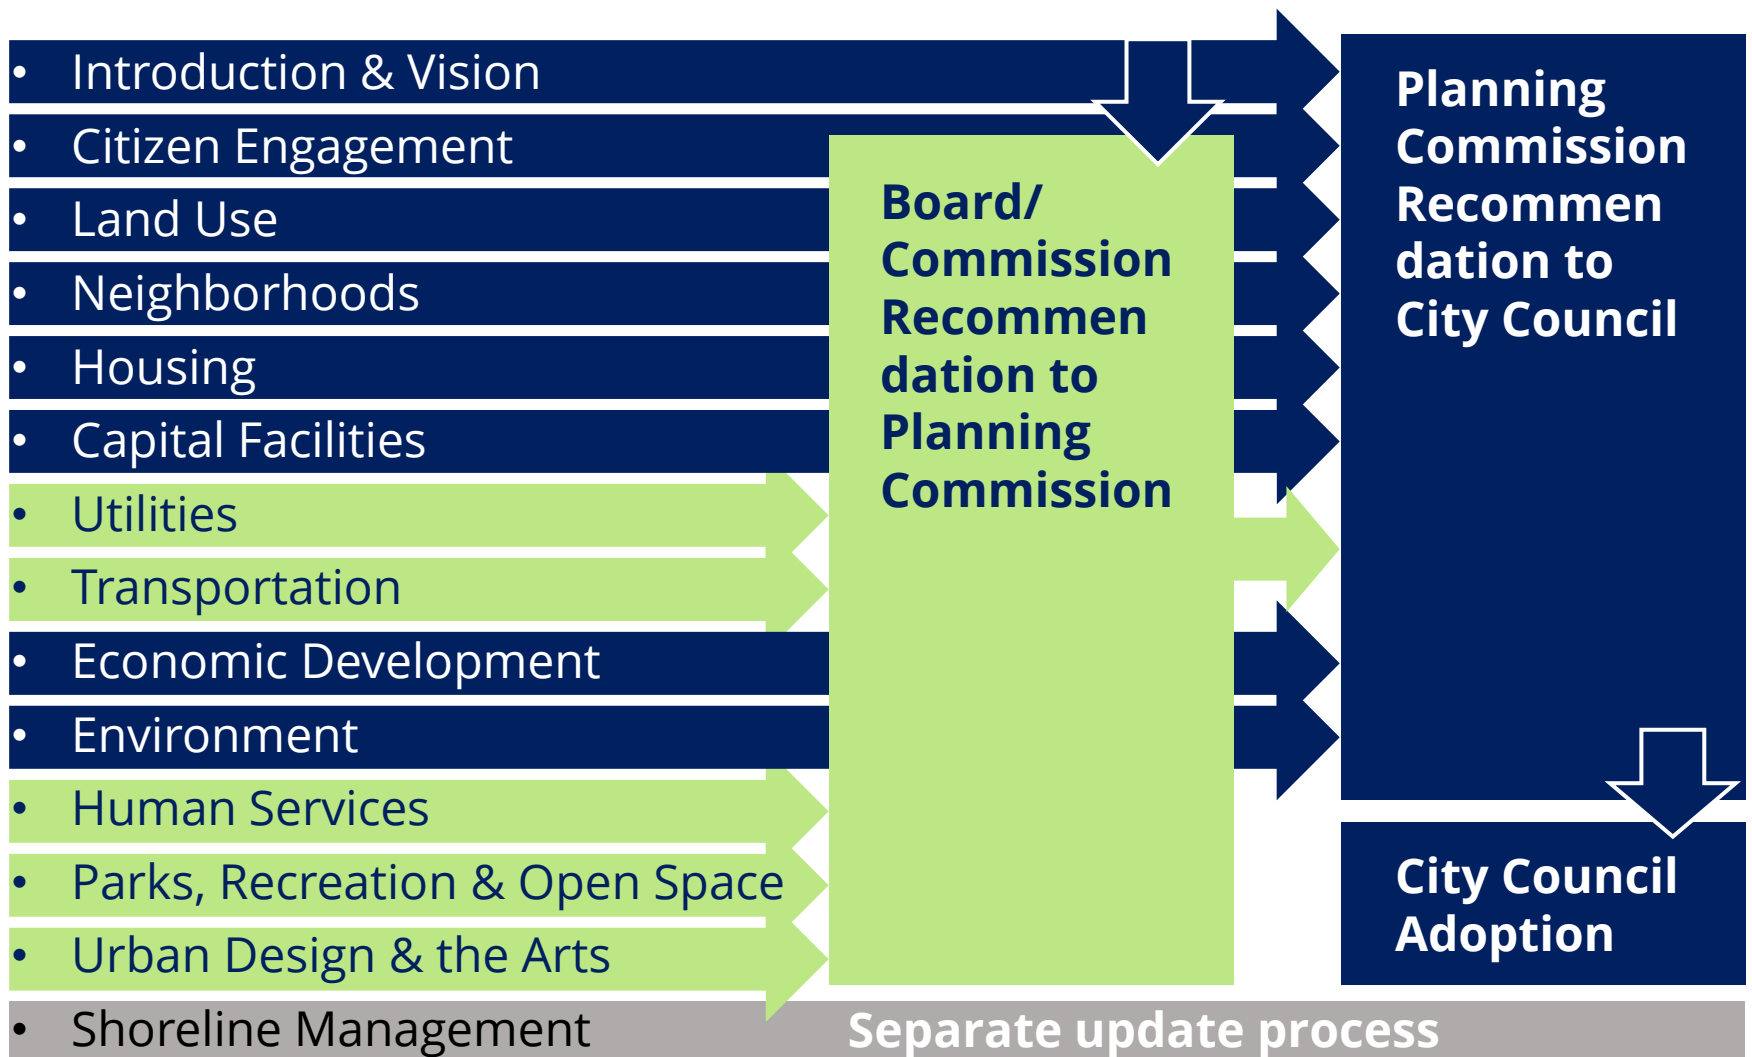 • Introduction & Vision
• Citizen Engagement
• Land Use
• Neighborhoods
• Housing
• Capital Facilities
• Utilities
• Transportation
• Economic Development
• Environment
• Human Services
• Parks, Recreation & Open Space
• Urban Design & the Arts
• Shoreline Management
Separate update process
Board/
Commission
Recommen
dation to
Planning
Commission
Planning
Commission
Recommen
dation to
City Council
City Council
Adoption